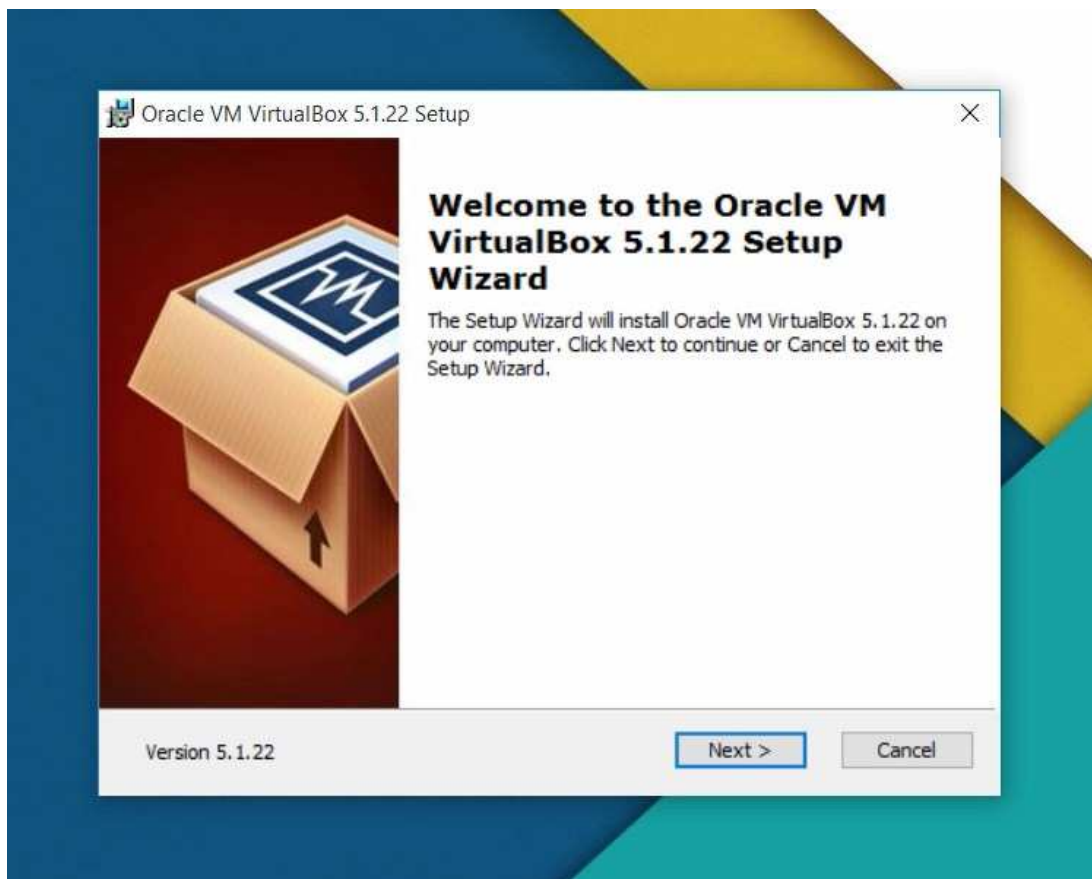 Oracle VM VirtualBox 5.1.22 Setup
Welcome to the Oracle VM
VirtualBox 5.1.22 Setup
Wizard
The Setup Wizard will install Oracle VM VirtualBox 5.1.22 on
your computer. Click Next to continue or Cancel to exit the
Setup Wizard.
Version 5.1.22
Next >
Cancel